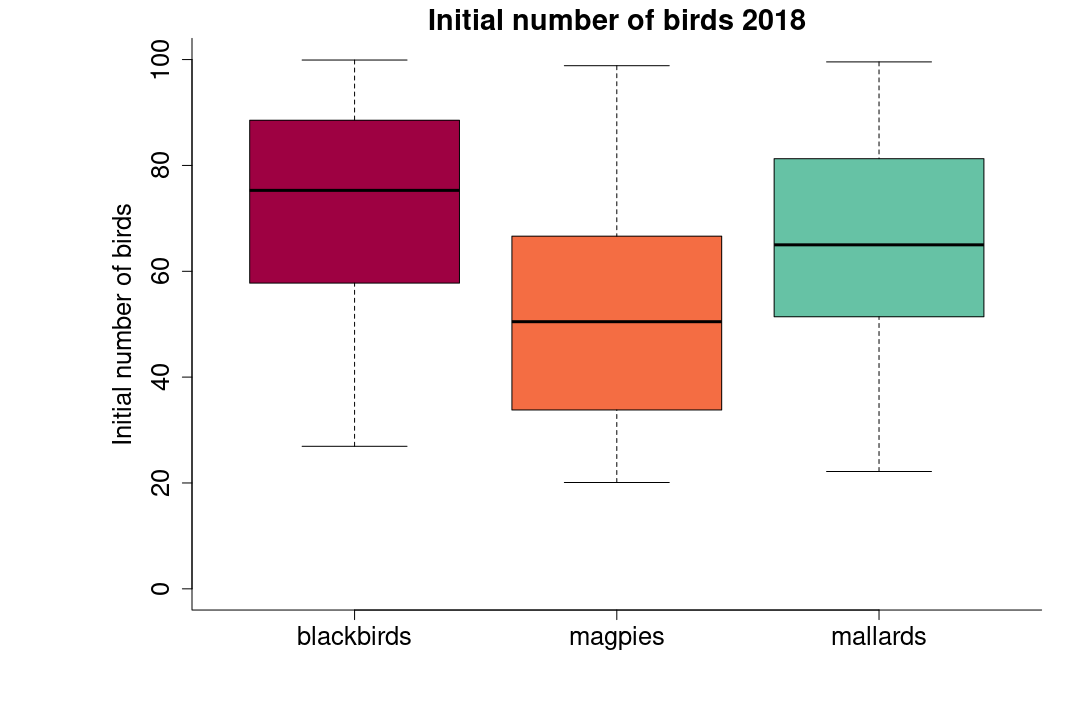 Initial number of birds 2018
Initial number of birds
100
80
60
40
20
0
blackbirds magpies mallards